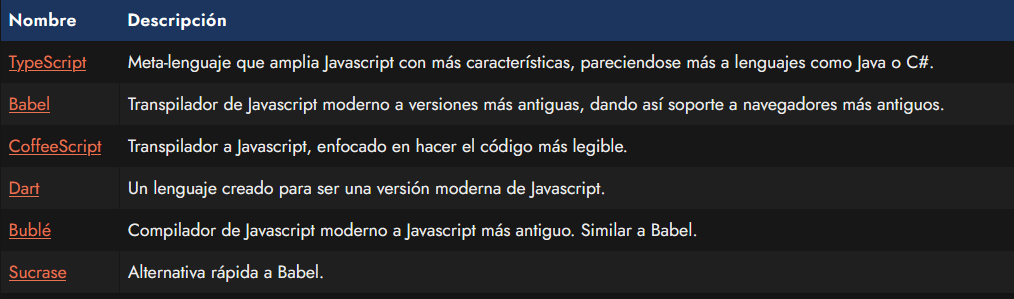 Nombre Descripción
TypeScript Meta-lenguaje que amplia Javascript con más características, pareciendose más a lenguajes como Java o C#.
Babel Transpilador de Javascript moderno a versiones más antiguas, dando así soporte a navegadores más antiguos.
CoffeeScript Transpilador a Javascript, enfocado en hacer el código más legible.
Dart Un lenguaje creado para ser una versión moderna de Javascript.
Bublé Compilador de Javascript moderno a Javascript más antiguo. Similar a Babel.
Sucrase Alternativa rápida a Babel.